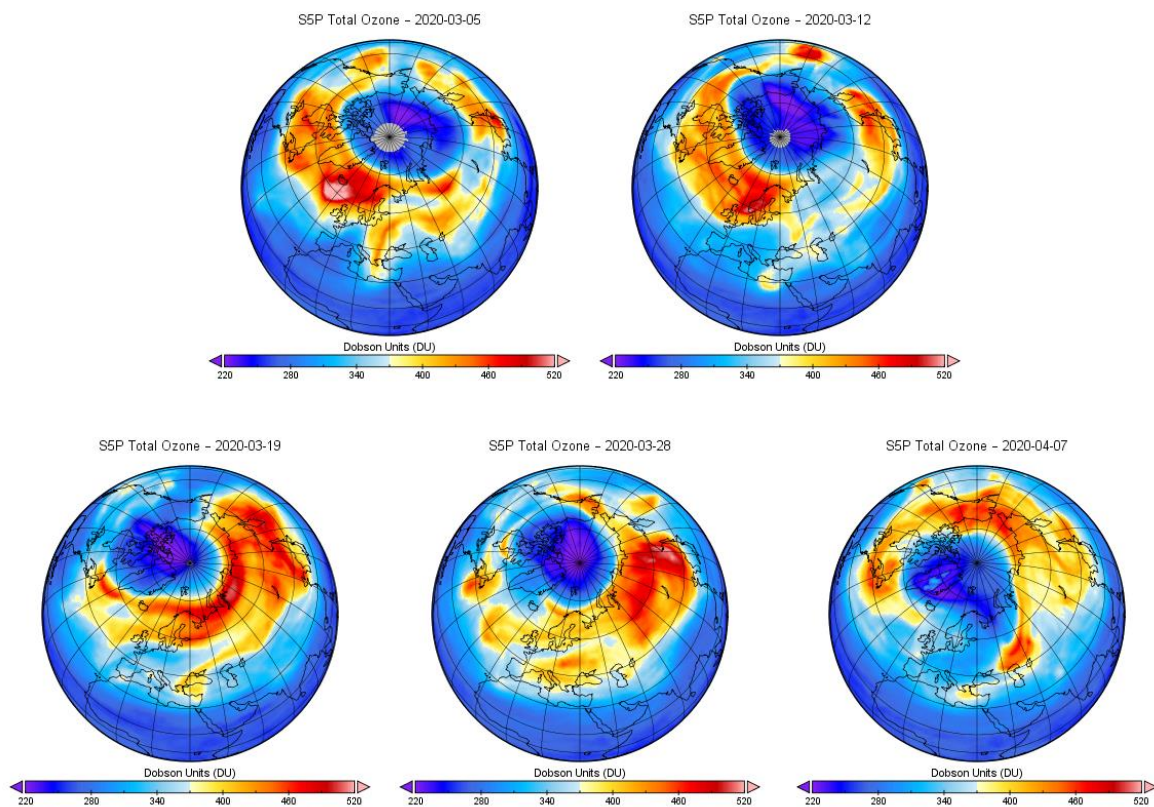 S5P Total Ozone - 2020-03-05
S5P Total Ozone - 2020-03-12
Dobson Units (DU)
220 280 340 400 460 520
Dobson Units (DU)
220 280 340 400 460 520
S5P Total Ozone - 2020-03-19
S5P Total Ozone - 2020-03-28
S5P Total Ozone - 2020-04-07
Dobson Units (DU)
220 280 340 400 460 520
Dobson Units (DU)
220 280 340 400 460 520
Dobson Units (DU)
220 280 340 400 460 520